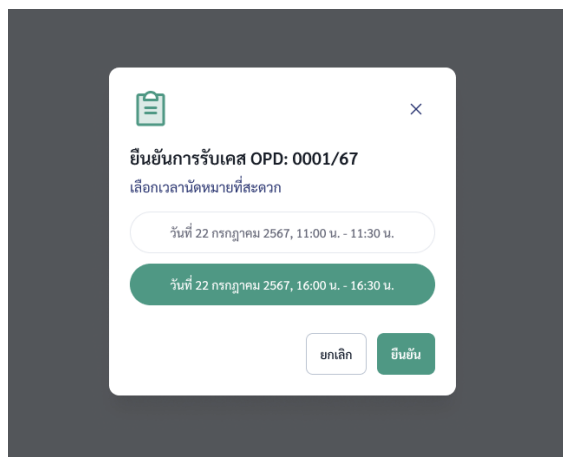 ยืนยันการรับเคส OPD: 0001/67
เลือกเวลานัดหมายที่สะดวก
วันที่ 22 กรกฎาคม 2567, 11:00 น. - 11:30 น.
วันที่ 22 กรกฎาคม 2567, 16:00 น. - 16:30 น.
ยกเลิก
ยืนยัน